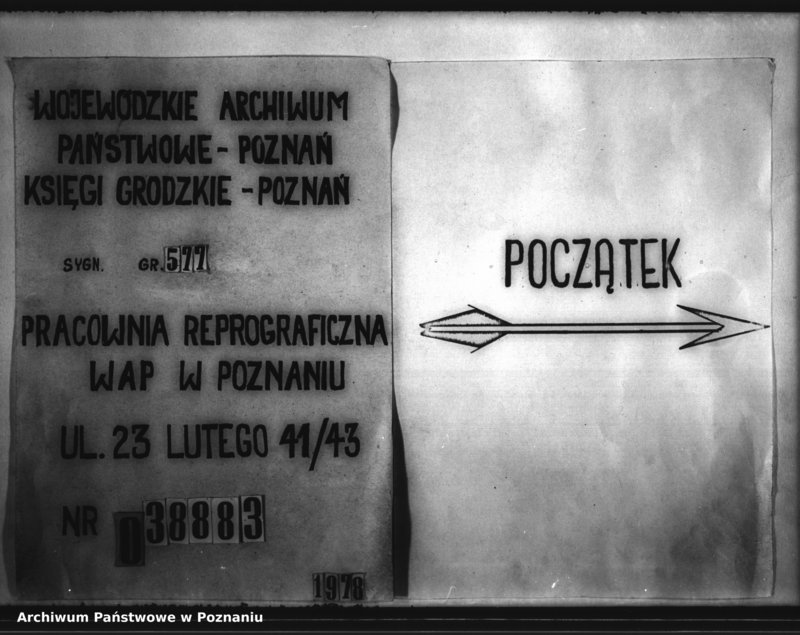 WOJEWÓDZKIE ARCHIWUM
PAŃSTWOWE - POZNAŃ
KSIĘGI GRODZKIE - POZNAŃ
SYGN. GR. 577
PRACOWNIA REPROGRAFICZNA
WAP W POZNANIU
UL. 23 LUTEGO 41/43
NR 038883
1978
POCZĄTEK
Archiwum Państwowe w Poznaniu